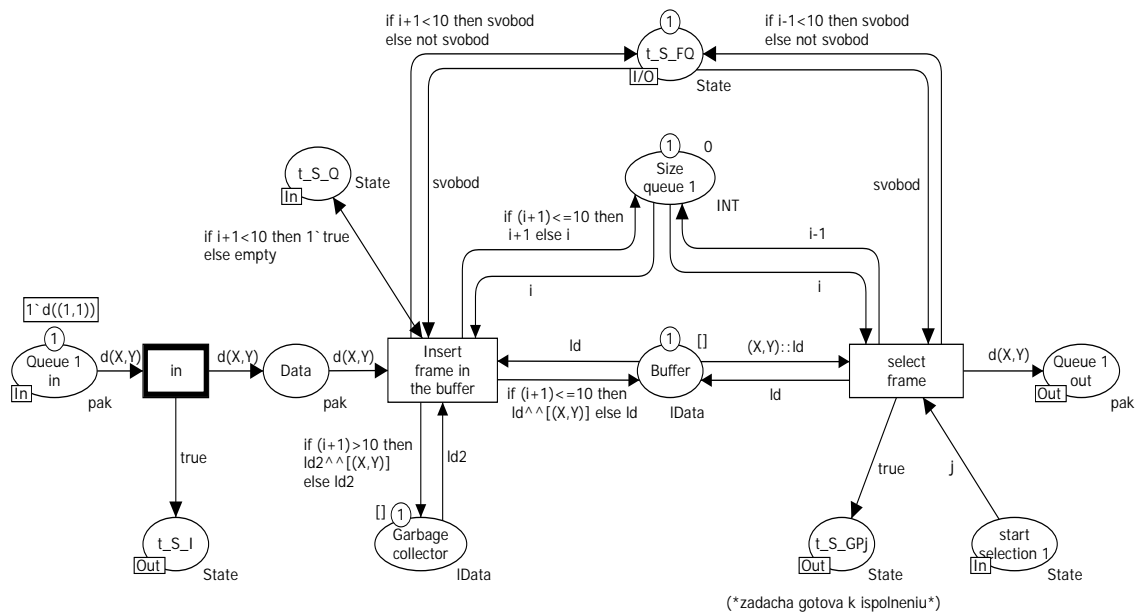 if i+1<10 then svobod
else not svobod
1
if i-1<10 then svobod
else not svobod
t_S_FQ
I/O
State
t_S_Q
In
State
svobod
1
0
Size
queue 1
INT
svobod
if (i+1)<=10 then
i+1 else i
if i+1<10 then 1`true
else empty
i-1
i
i
1`d((1,1))
1
Queue 1
in
In
pak
d(X,Y)
in
d(X,Y)
Data
pak
d(X,Y)
Insert
frame in
the buffer
ld
1
[]
Buffer
lData
(X,Y)::ld
ld
if (i+1)<=10 then
ld^^[(X,Y)] else ld
select
frame
d(X,Y)
Queue 1
out
Out
pak
true
if (i+1)>10 then
ld2^^[(X,Y)]
else ld2
ld2
true
j
t_S_I
Out
State
[]
1
Garbage
collector
lData
t_S_GPj
Out
State
start
selection 1
In
State
(*zadacha gotova k ispolneniu*)